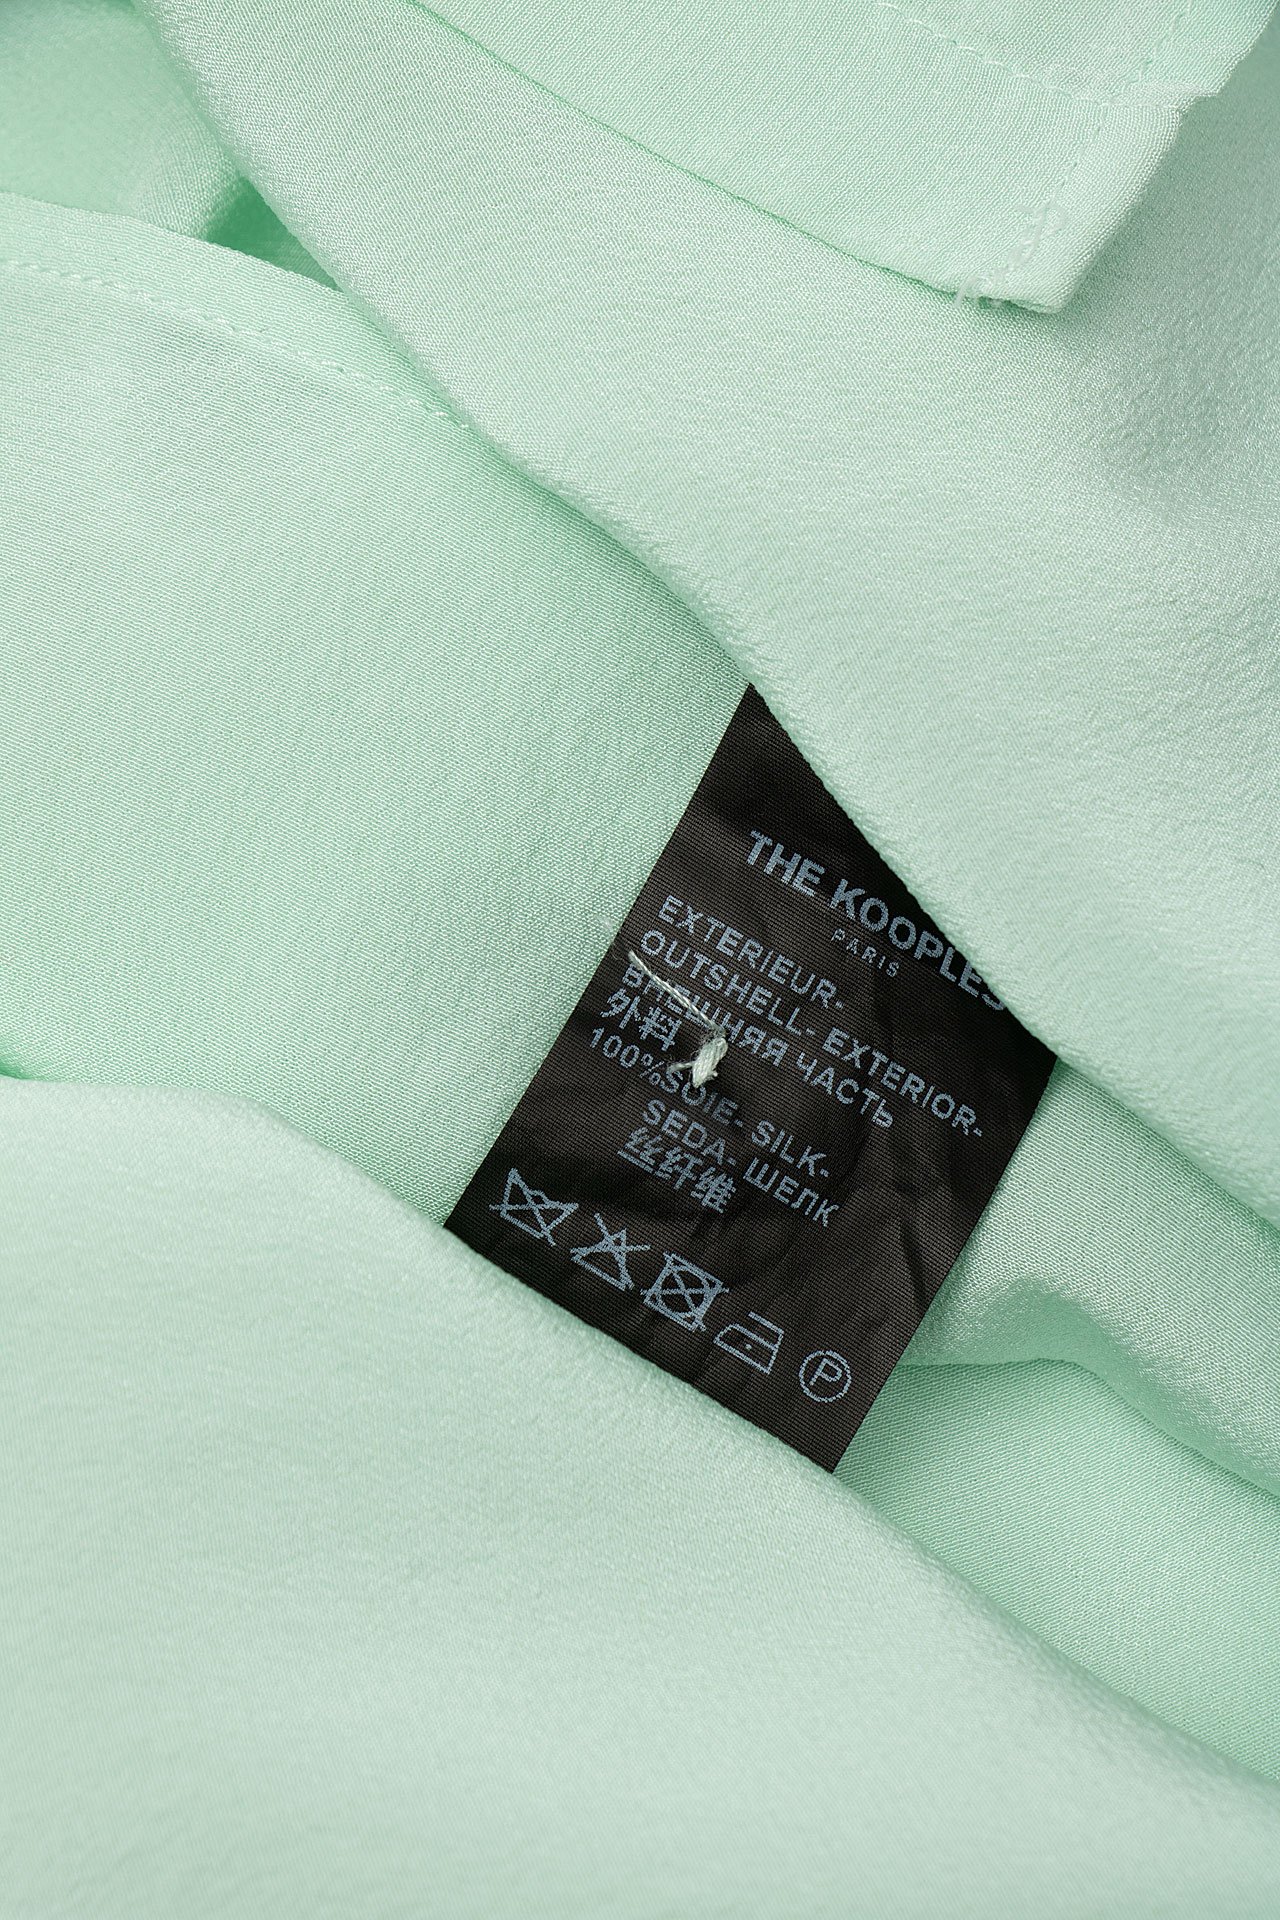 THE KOOPLES
PARIS
EXTERIEUR-
OUTSHELL- EXTERIOR-
ВНЕШНЯЯ ЧАСТЬ
外料
100%SOIE- SILK-
SEDA- ШЕЛК
丝纤维
P